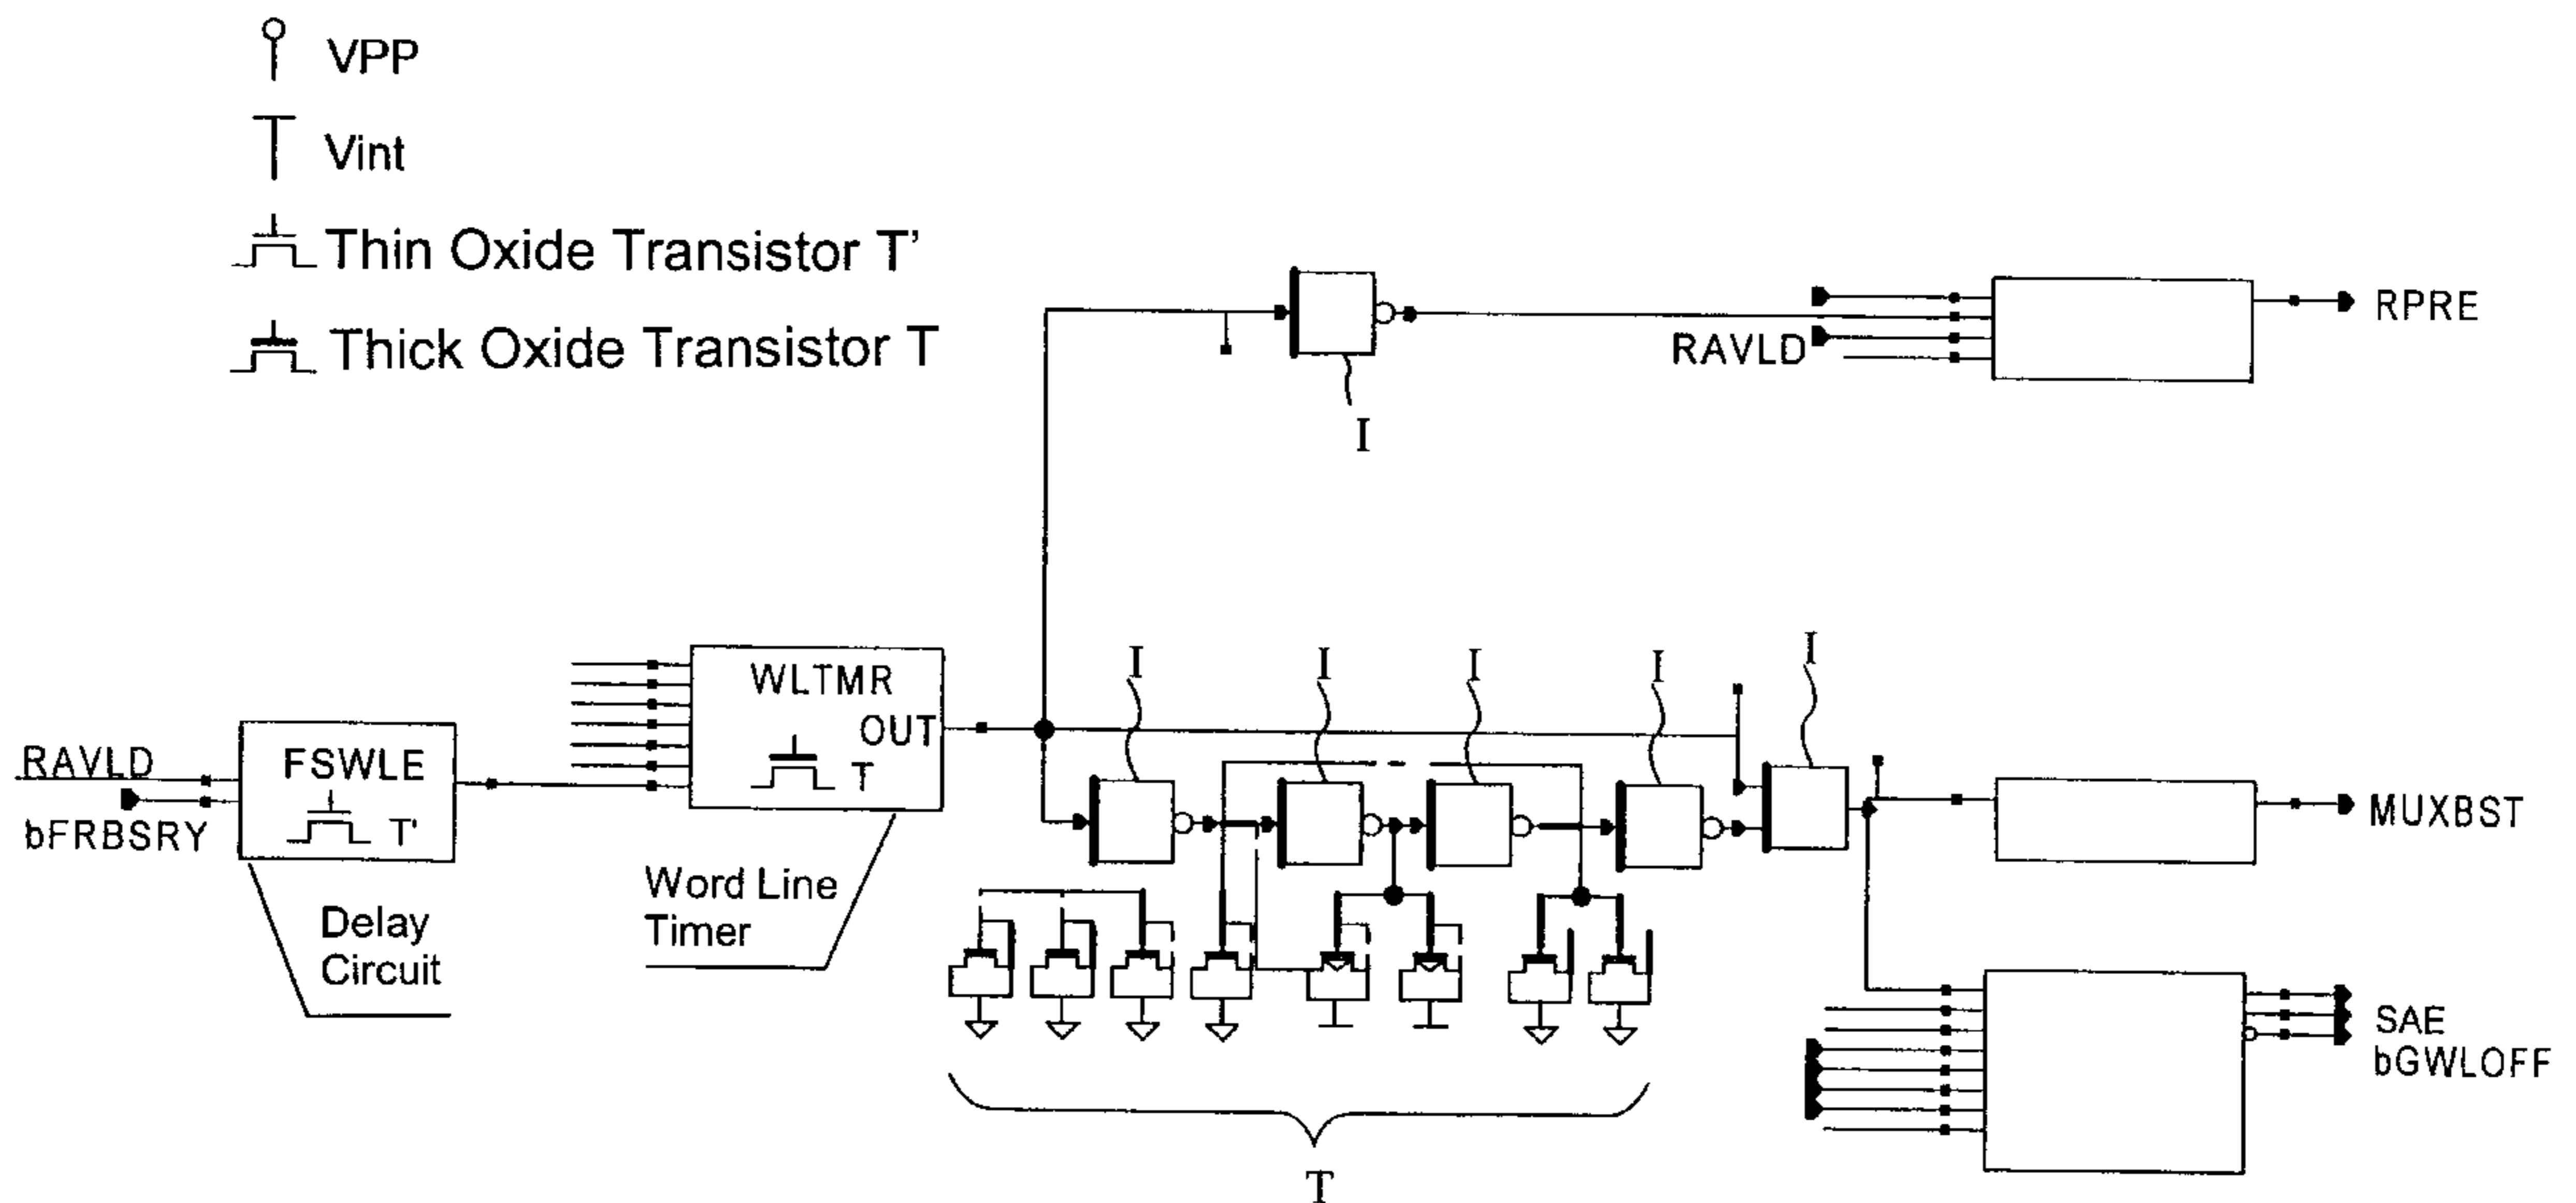 VPP
Vint
Thin Oxide Transistor T'
Thick Oxide Transistor T
RPRE
RAVLD
I
I
I
I
I
I
WLTMR
OUT
T
RAVLD
FSWLE
T'
bFRBSRY
MUXBST
Word Line
Timer
Delay
Circuit
SAE
bGWLOFF
T